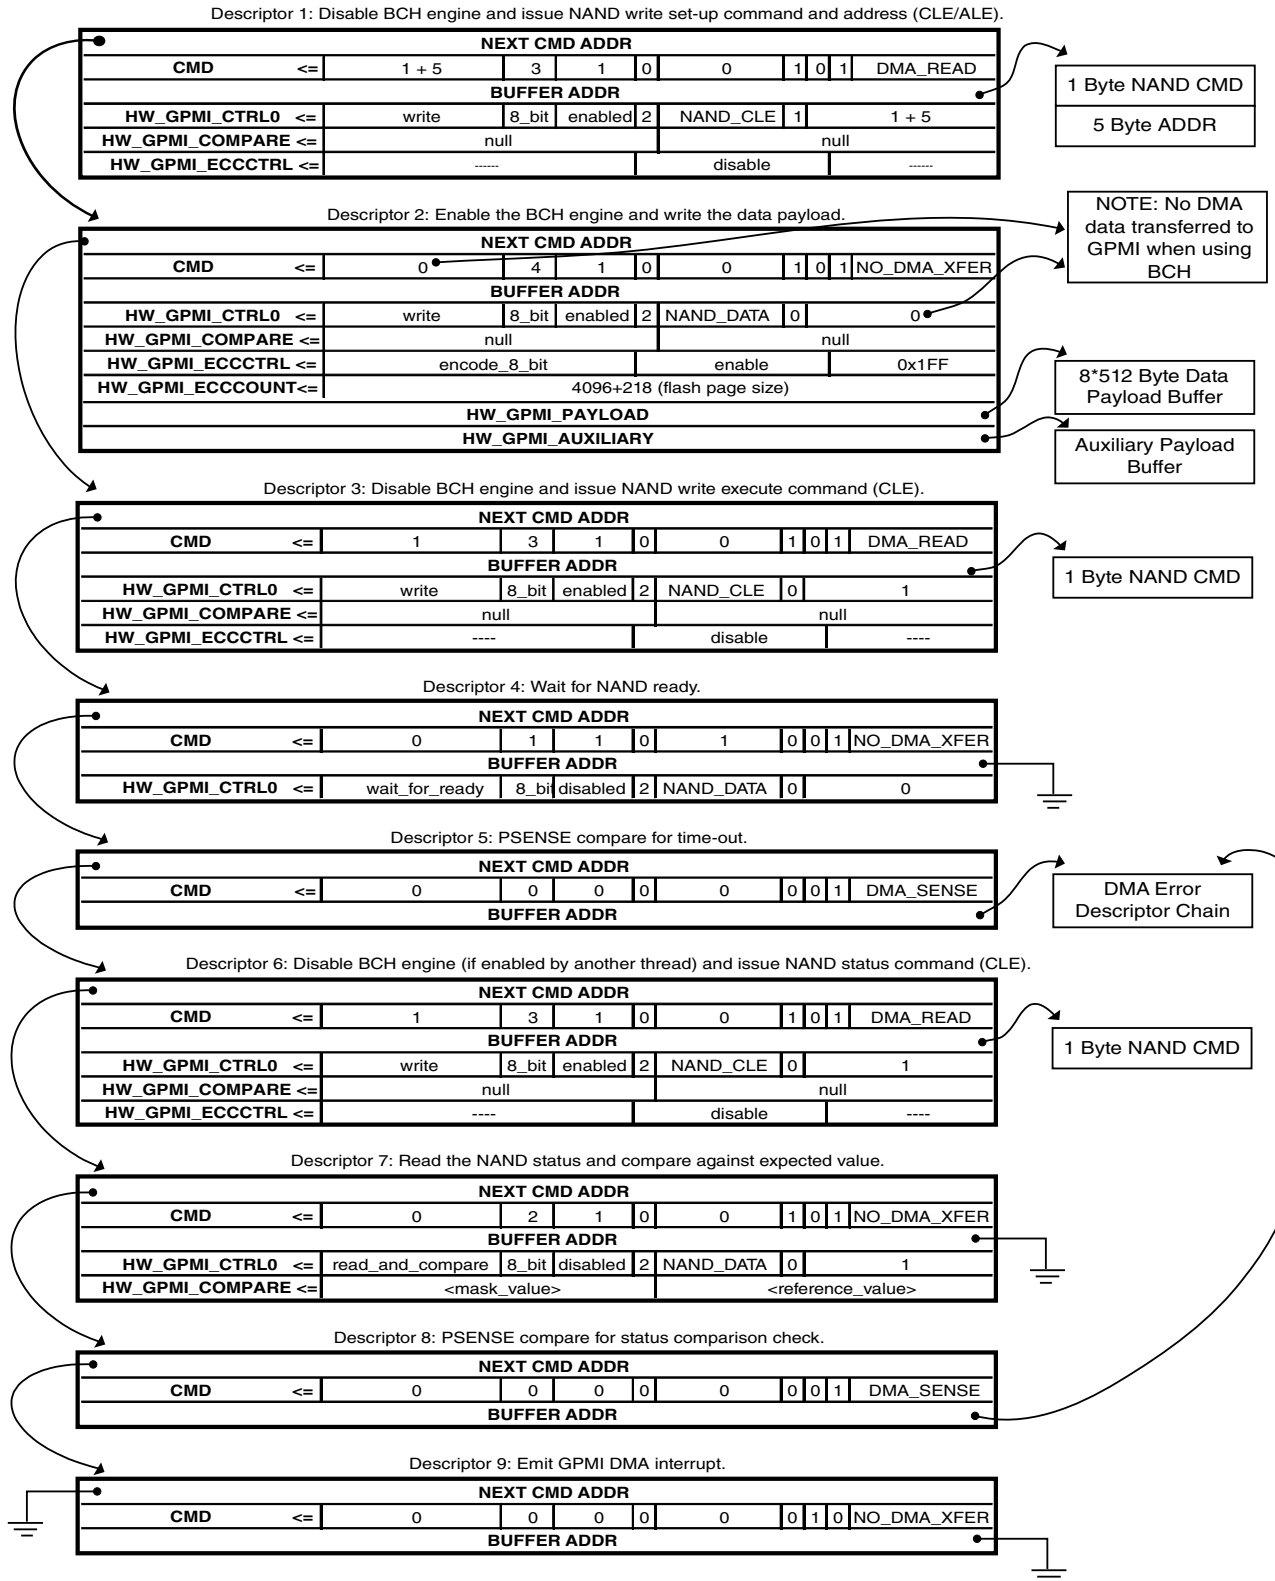 Descriptor 1: Disable BCH engine and issue NAND write set-up command and address (CLE/ALE).
NEXT CMD ADDR
CMD <= 1 + 5 3 1 0 0 1 0 1 DMA_READ
BUFFER ADDR
HW_GPMI_CTRL0 <= write 8_bit enabled 2 NAND_CLE 1 1 + 5
HW_GPMI_COMPARE <= null null
HW_GPMI_ECCCTRL <= ------ disable ------
1 Byte NAND CMD
5 Byte ADDR
Descriptor 2: Enable the BCH engine and write the data payload.
NEXT CMD ADDR
CMD <= 0 4 1 0 0 1 0 1 NO_DMA_XFER
BUFFER ADDR
HW_GPMI_CTRL0 <= write 8_bit enabled 2 NAND_DATA 0 0
HW_GPMI_COMPARE <= null null
HW_GPMI_ECCCTRL <= encode_8_bit enable 0x1FF
HW_GPMI_ECCCOUNT<= 4096+218 (flash page size)
HW_GPMI_PAYLOAD
HW_GPMI_AUXILIARY
NOTE: No DMA
data transferred to
GPMI when using
BCH
8*512 Byte Data
Payload Buffer
Auxiliary Payload
Buffer
Descriptor 3: Disable BCH engine and issue NAND write execute command (CLE).
NEXT CMD ADDR
CMD <= 1 3 1 0 0 1 0 1 DMA_READ
BUFFER ADDR
HW_GPMI_CTRL0 <= write 8_bit enabled 2 NAND_CLE 0 1
HW_GPMI_COMPARE <= null null
HW_GPMI_ECCCTRL <= ---- disable ----
1 Byte NAND CMD
Descriptor 4: Wait for NAND ready.
NEXT CMD ADDR
CMD <= 0 1 1 0 1 0 0 1 NO_DMA_XFER
BUFFER ADDR
HW_GPMI_CTRL0 <= wait_for_ready 8_bit disabled 2 NAND_DATA 0 0
Descriptor 5: PSENSE compare for time-out.
NEXT CMD ADDR
CMD <= 0 0 0 0 0 0 0 1 DMA_SENSE
BUFFER ADDR
DMA Error
Descriptor Chain
Descriptor 6: Disable BCH engine (if enabled by another thread) and issue NAND status command (CLE).
NEXT CMD ADDR
CMD <= 1 3 1 0 0 1 0 1 DMA_READ
BUFFER ADDR
HW_GPMI_CTRL0 <= write 8_bit enabled 2 NAND_CLE 0 1
HW_GPMI_COMPARE <= null null
HW_GPMI_ECCCTRL <= ---- disable ----
1 Byte NAND CMD
Descriptor 7: Read the NAND status and compare against expected value.
NEXT CMD ADDR
CMD <= 0 2 1 0 0 1 0 1 NO_DMA_XFER
BUFFER ADDR
HW_GPMI_CTRL0 <= read_and_compare 8_bit disabled 2 NAND_DATA 0 1
HW_GPMI_COMPARE <= <mask_value> <reference_value>
Descriptor 8: PSENSE compare for status comparison check.
NEXT CMD ADDR
CMD <= 0 0 0 0 0 0 0 1 DMA_SENSE
BUFFER ADDR
Descriptor 9: Emit GPMI DMA interrupt.
NEXT CMD ADDR
CMD <= 0 0 0 0 0 0 1 0 NO_DMA_XFER
BUFFER ADDR